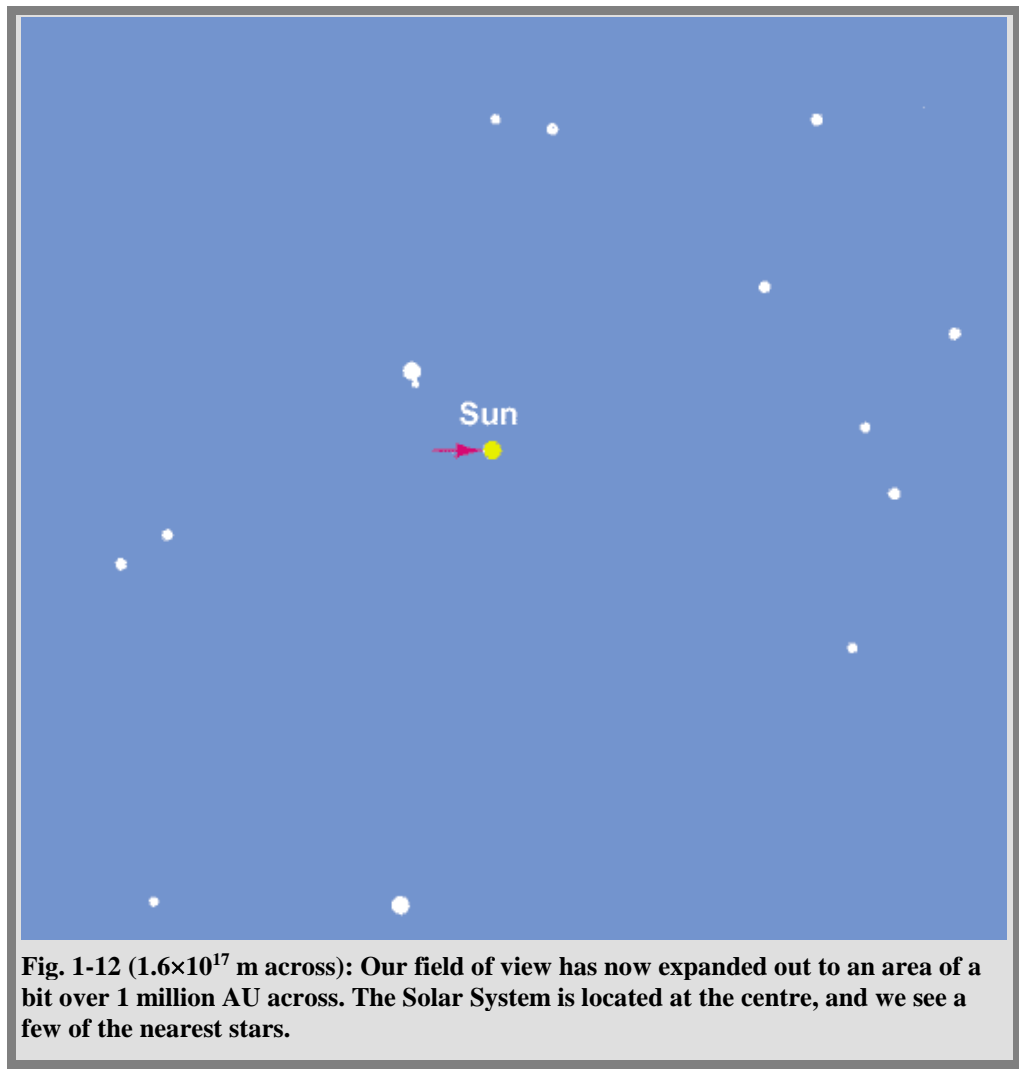 Sun
Fig. 1-12 (1.6×10¹⁷ m across): Our field of view has now expanded out to an area of a
bit over 1 million AU across. The Solar System is located at the centre, and we see a
few of the nearest stars.